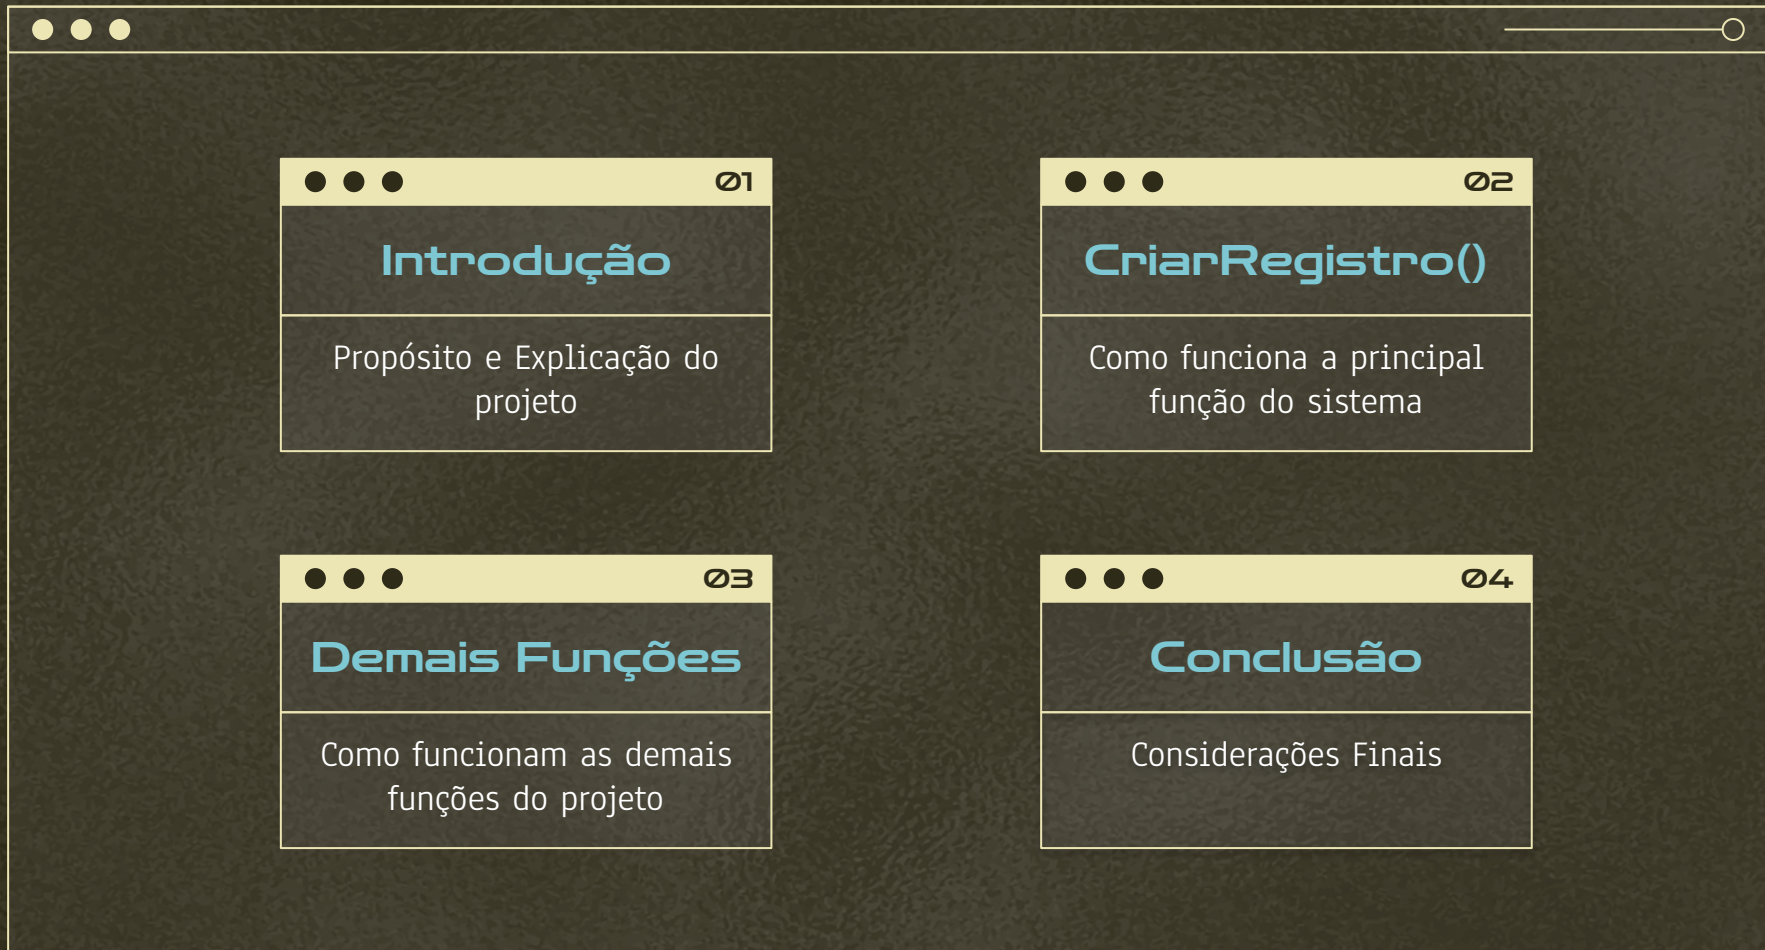 01
Introdução
Propósito e Explicação do
projeto
02
CriarRegistro()
Como funciona a principal
função do sistema
03
Demais Funções
Como funcionam as demais
funções do projeto
04
Conclusão
Considerações Finais